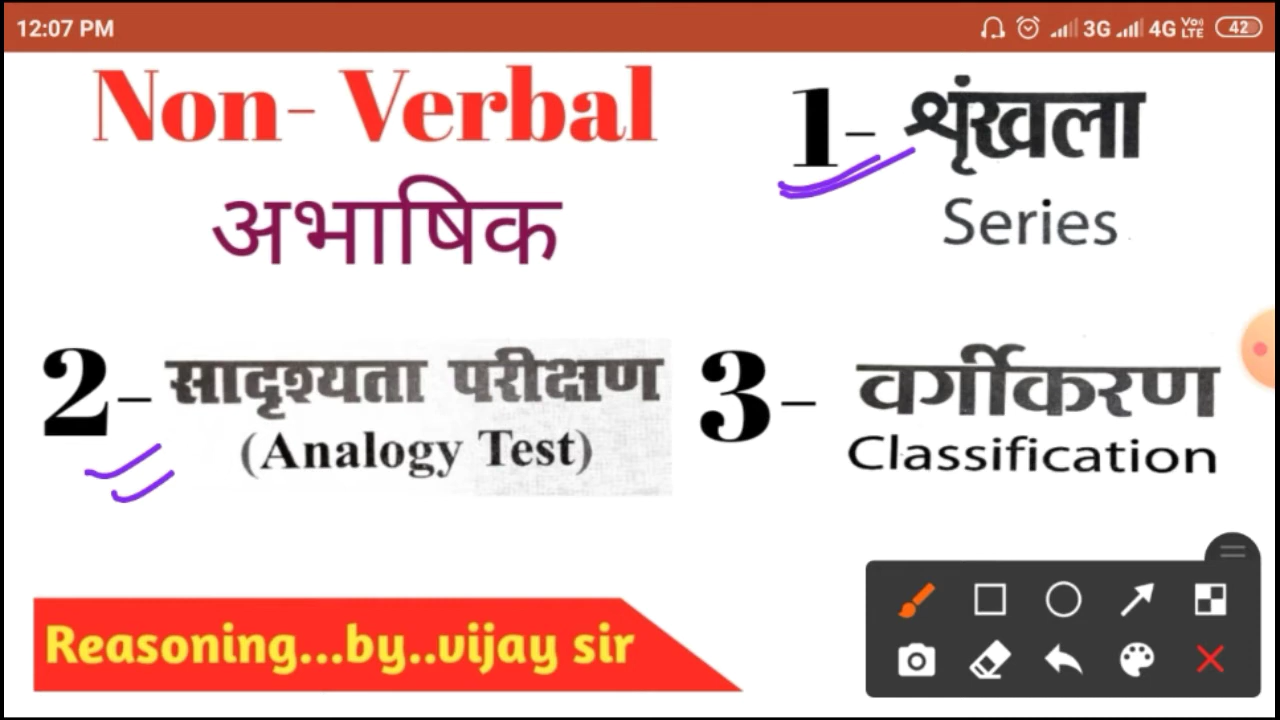 12:07 PM 3G 4G Vo) LTE 42
Non- Verbal
अभाषिक
1- श्रृंखला
Series
2- सादृश्यता परीक्षण
(Analogy Test)
3- वर्गीकरण
Classification
Reasoning...by..vijay sir